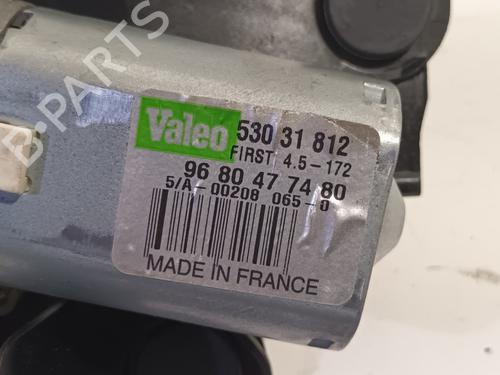 B-PARTS
Valeo 530 31 812
FIRST 4.5-172
96 80 47 74 80
5/A-00208 065-0
MADE IN FRANCE